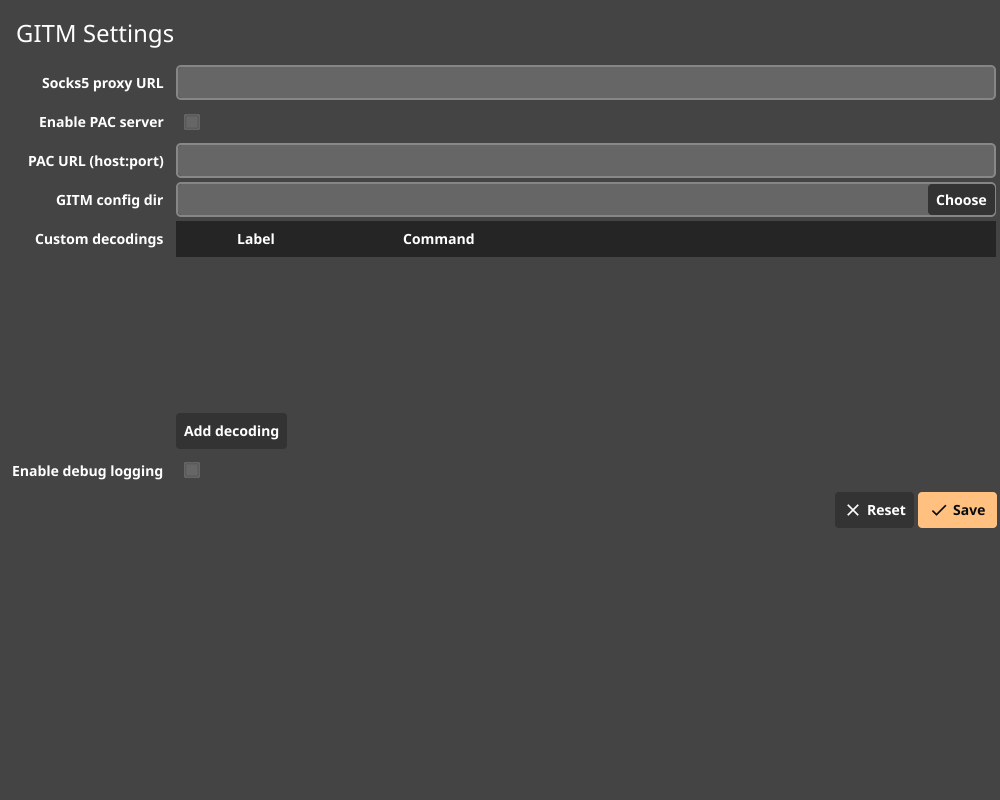 GITM Settings
Socks5 proxy URL
Enable PAC server
PAC URL (host:port)
GITM config dir
Choose
Custom decodings
Label
Command
Add decoding
Enable debug logging
Reset
Save